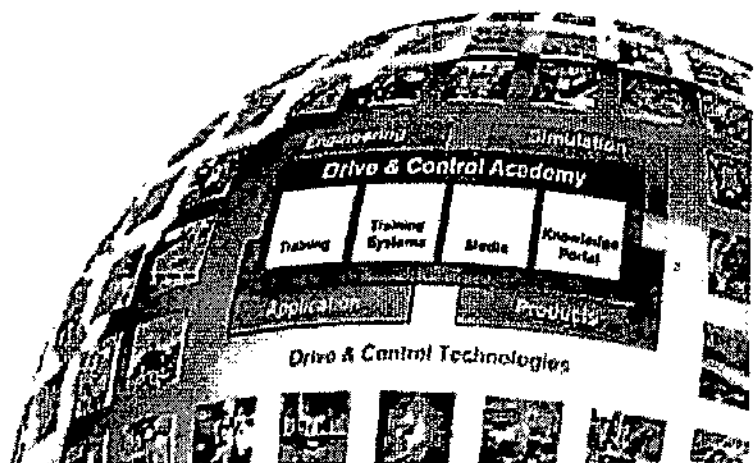 Engineering Simulation
Drive & Control Academy
Training Training Systems Media Knowledge Portal
Application Products
Drive & Control Technologies